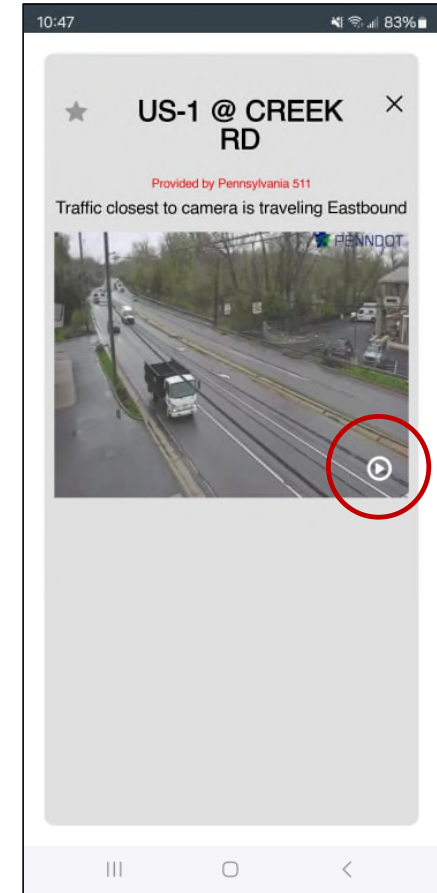 10:47
83%
US-1 @ CREEK
RD
Provided by Pennsylvania 511
Traffic closest to camera is traveling Eastbound
PENNDOT